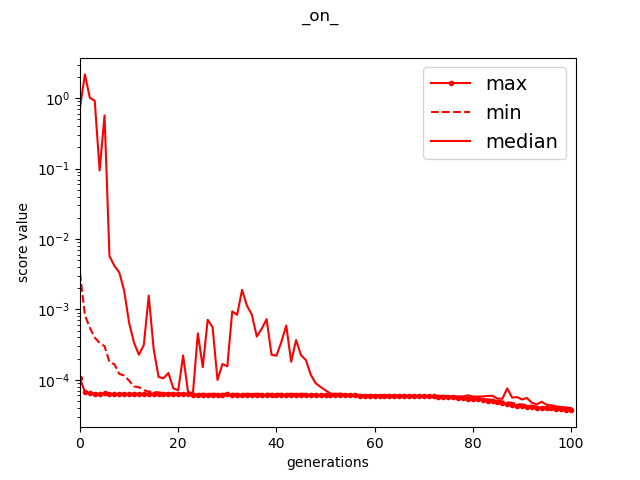 _on_
max
min
median
score value
10^0
10^-1
10^-2
10^-3
10^-4
0
20
40
60
80
100
generations